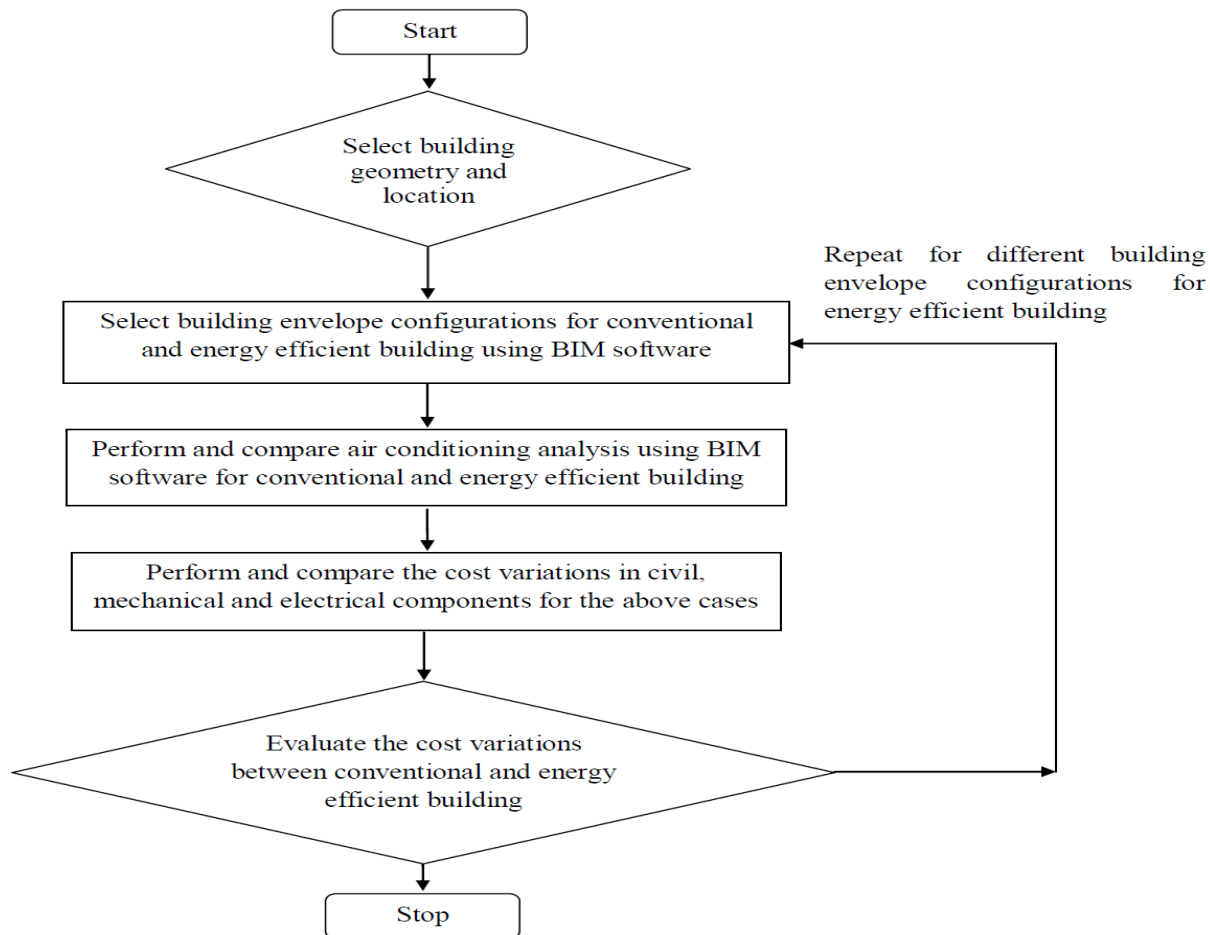 Start
Select building
geometry and
location
Repeat for different building
envelope configurations for
energy efficient building
Select building envelope configurations for conventional
and energy efficient building using BIM software
Perform and compare air conditioning analysis using BIM
software for conventional and energy efficient building
Perform and compare the cost variations in civil,
mechanical and electrical components for the above cases
Evaluate the cost variations
between conventional and energy
efficient building
Stop